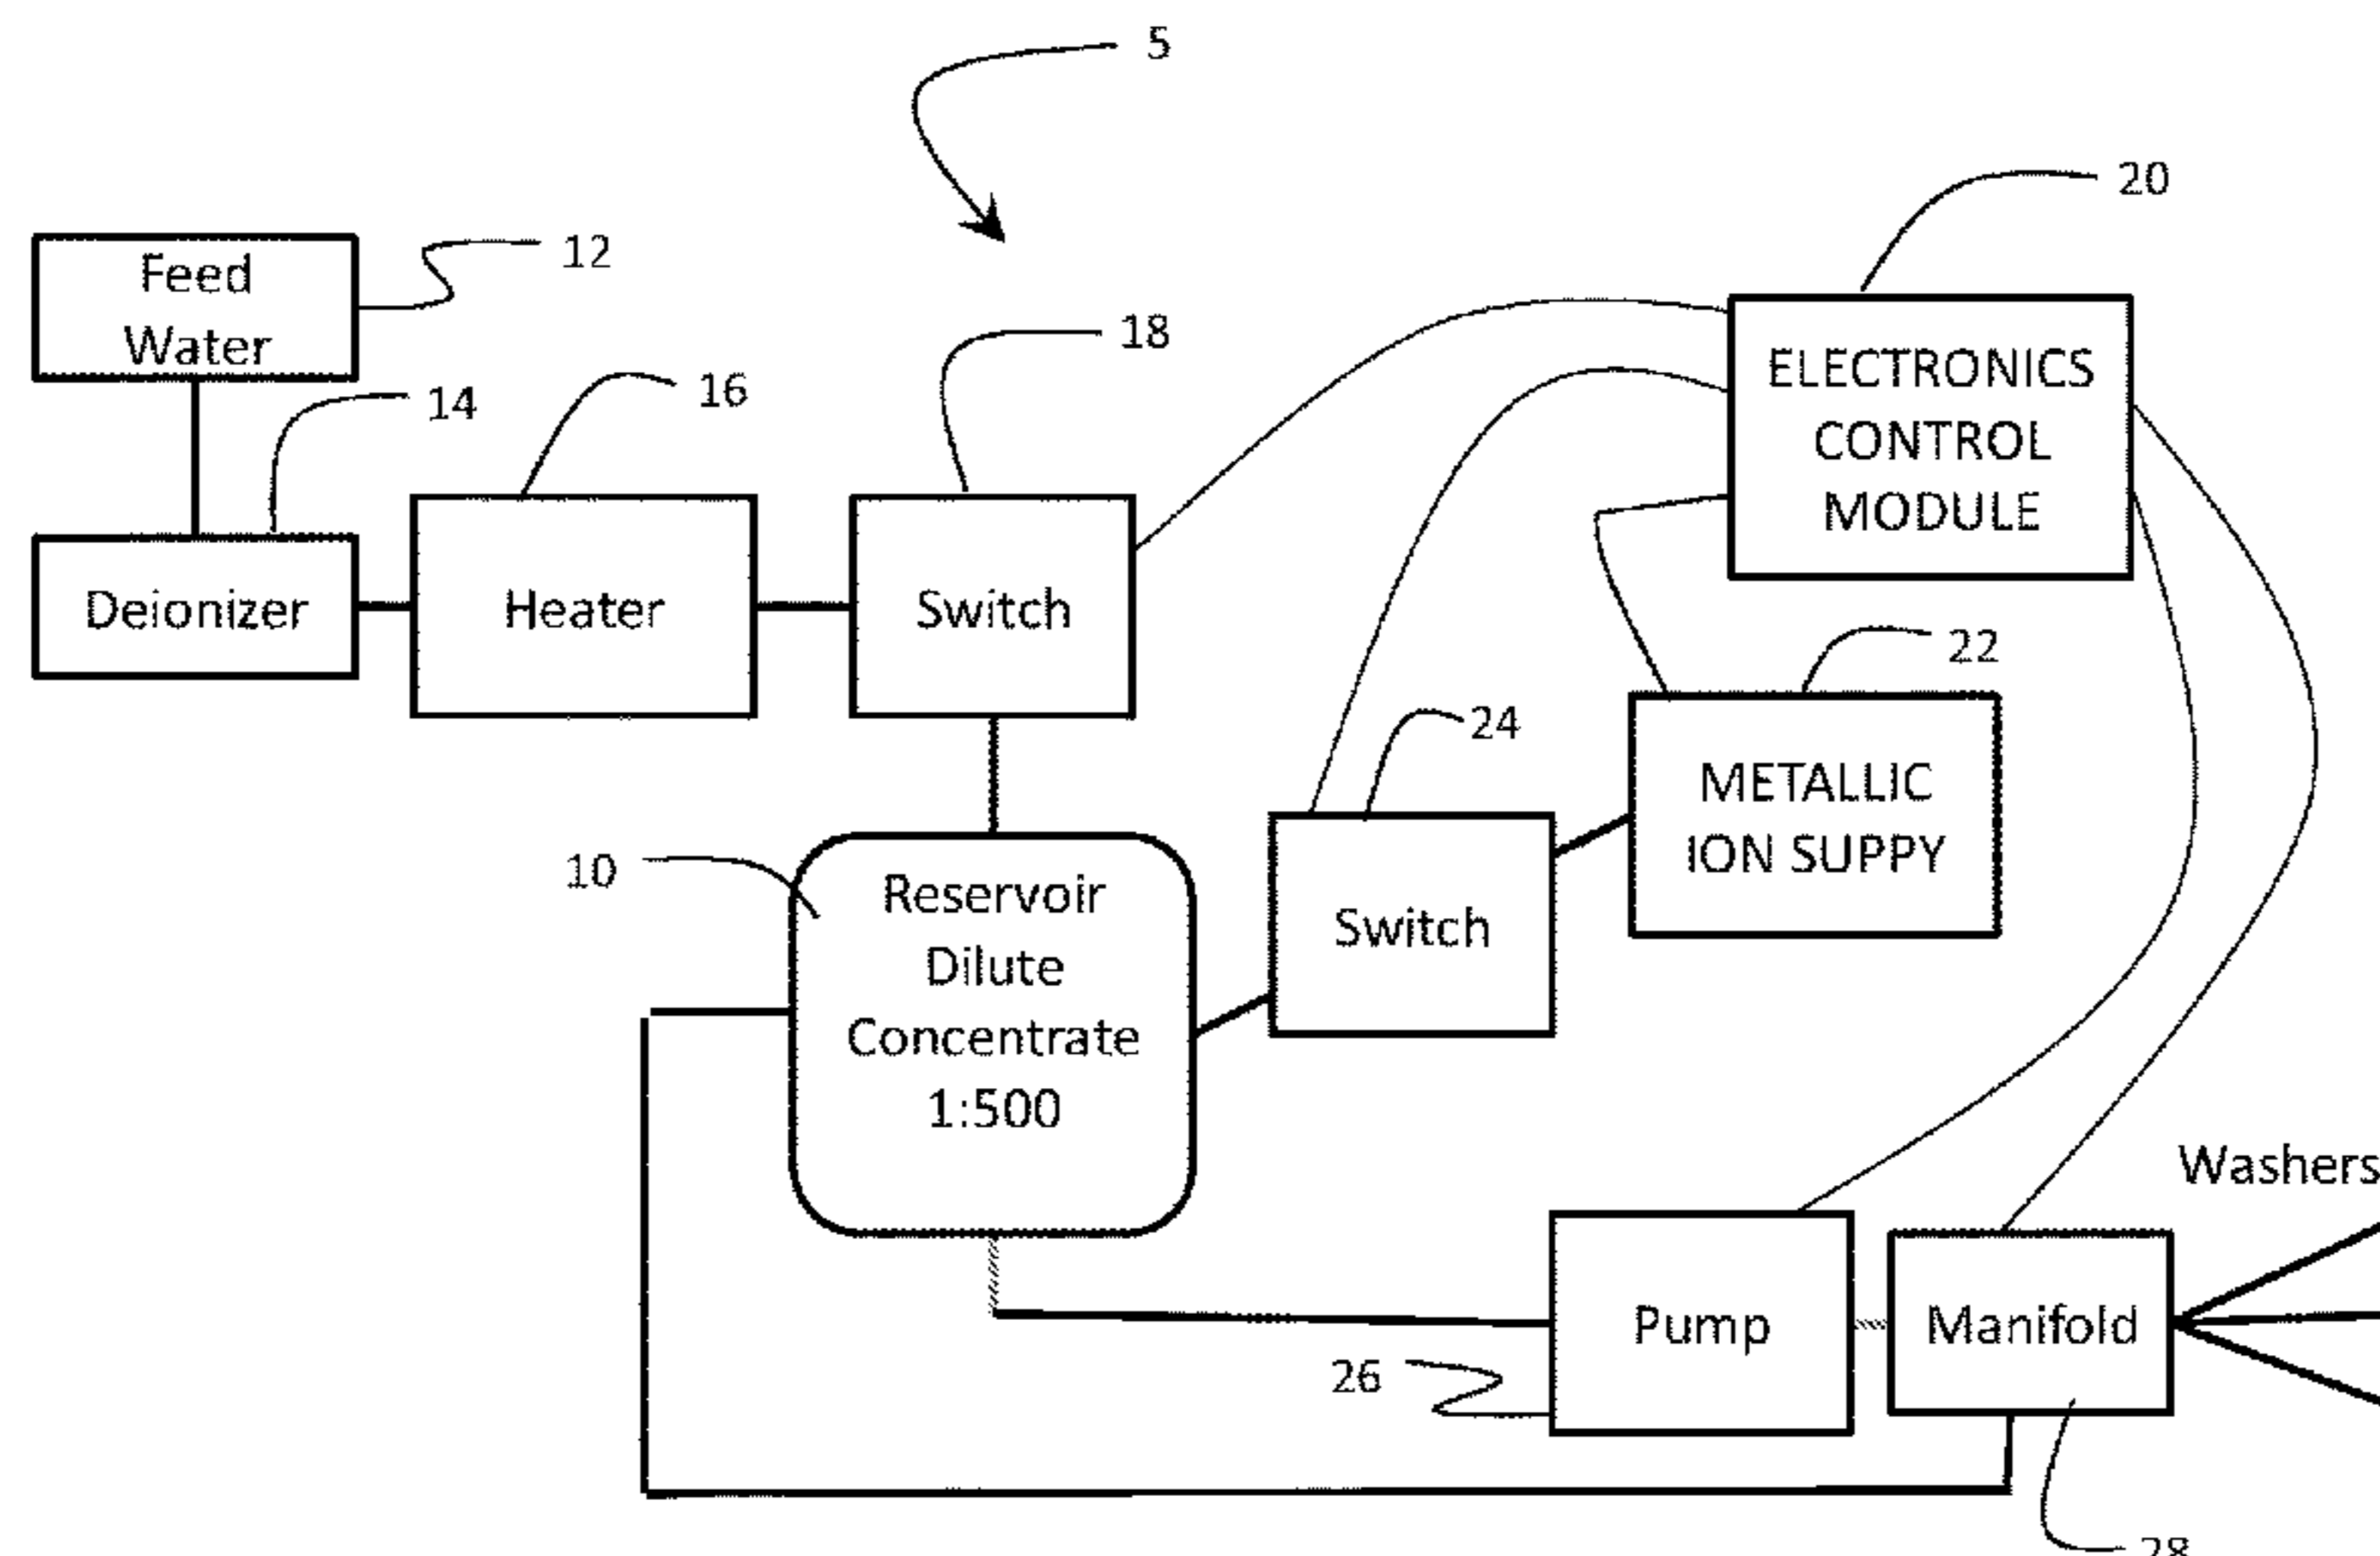 5
20
Feed
Water
12
18
16
14
ELECTRONICS
CONTROL
MODULE
Deionizer
Heater
Switch
22
24
METALLIC
ION SUPPY
10
Reservoir
Dilute
Concentrate
1:500
Switch
Washers
Pump
Manifold
26
28